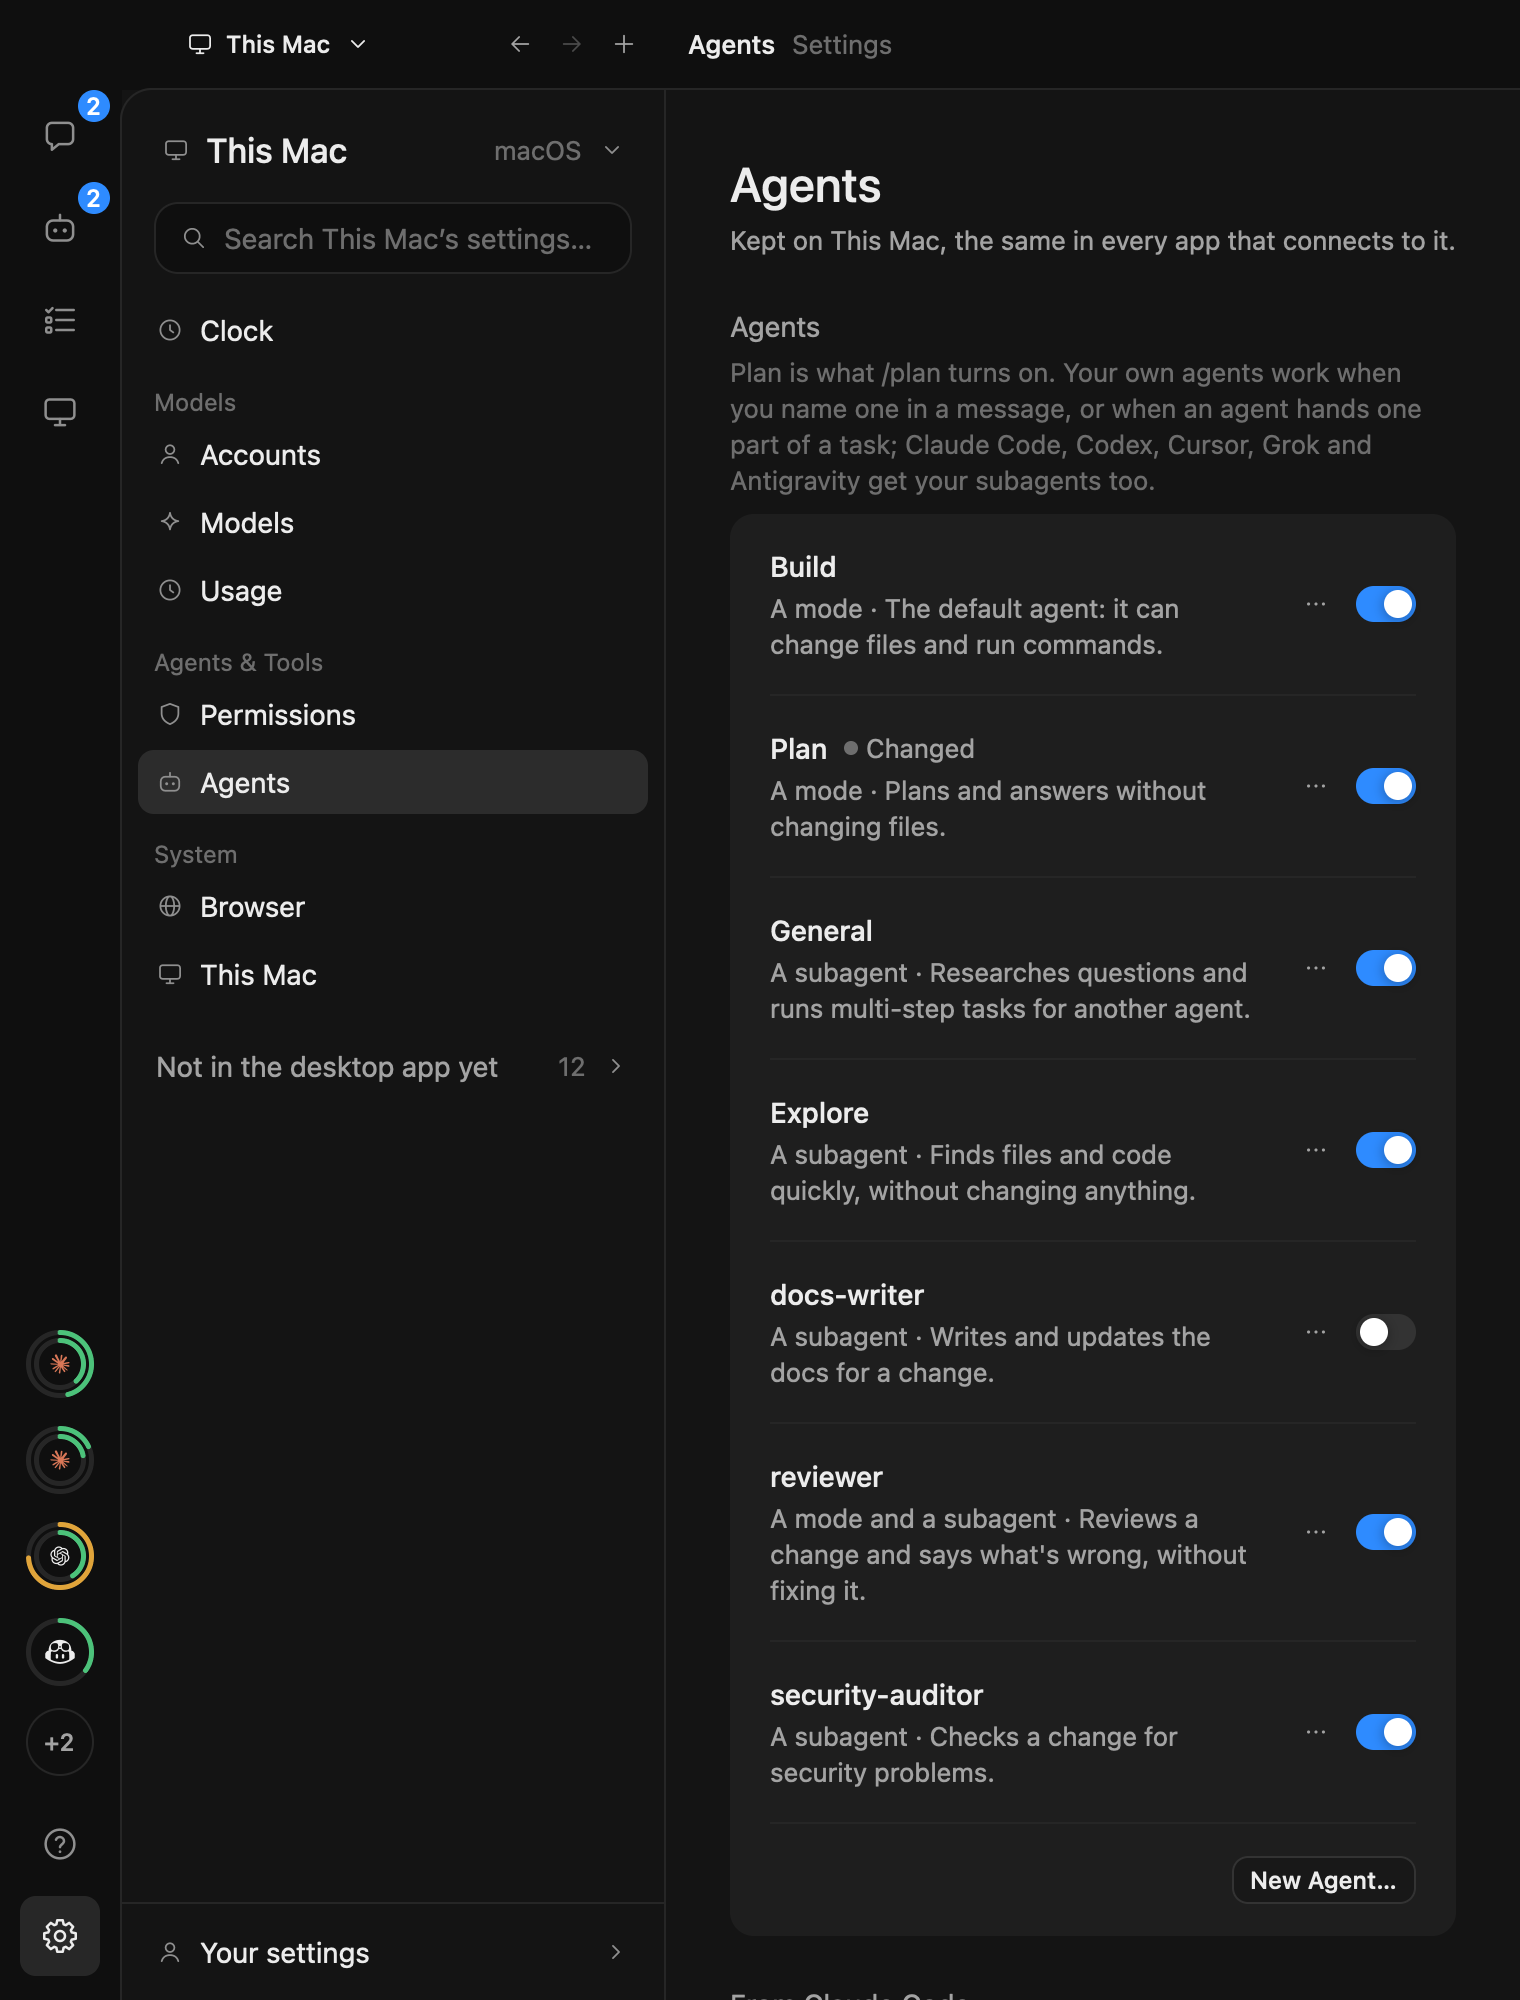 This Mac
Agents Settings
2
2
This Mac macOS
Search This Mac’s settings...
Clock
Models
Accounts
Models
Usage
Agents & Tools
Permissions
Agents
System
Browser
This Mac
Not in the desktop app yet 12
+2
Your settings
Agents
Kept on This Mac, the same in every app that connects to it.
Agents
Plan is what /plan turns on. Your own agents work when
you name one in a message, or when an agent hands one
part of a task; Claude Code, Codex, Cursor, Grok and
Antigravity get your subagents too.
Build
A mode · The default agent: it can
change files and run commands.
Plan Changed
A mode · Plans and answers without
changing files.
General
A subagent · Researches questions and
runs multi-step tasks for another agent.
Explore
A subagent · Finds files and code
quickly, without changing anything.
docs-writer
A subagent · Writes and updates the
docs for a change.
reviewer
A mode and a subagent · Reviews a
change and says what's wrong, without
fixing it.
security-auditor
A subagent · Checks a change for
security problems.
New Agent...
From Claude Code